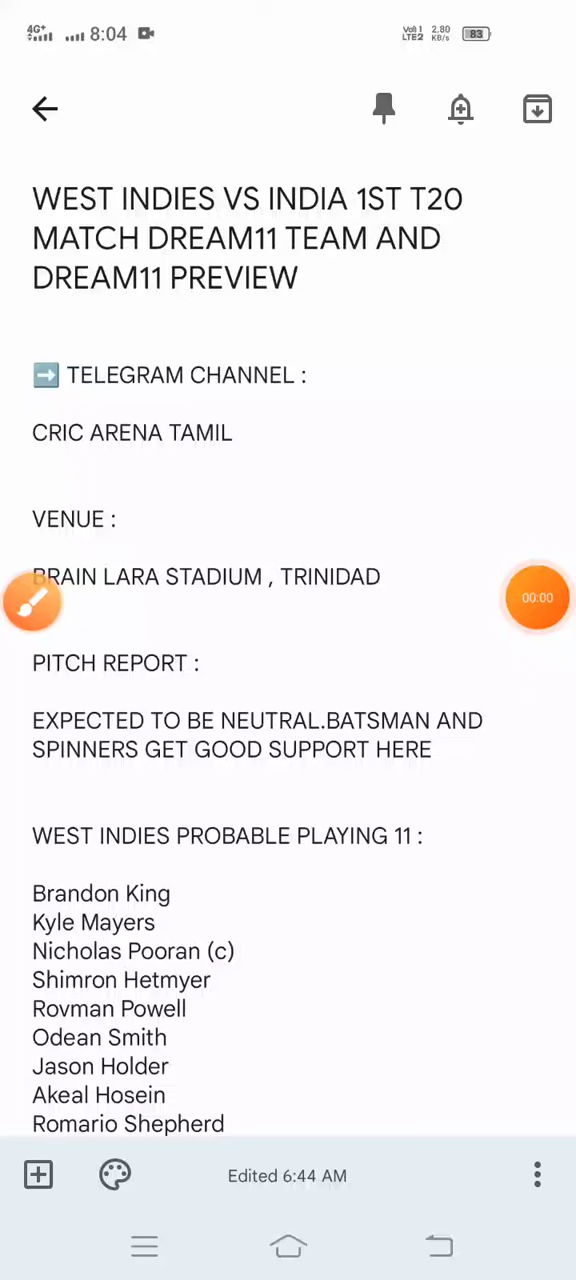 4G+ 8:04 Volt 1 LTE2 2.80 KB/s 83
WEST INDIES VS INDIA 1ST T20
MATCH DREAM11 TEAM AND
DREAM11 PREVIEW
➡️ TELEGRAM CHANNEL :
CRIC ARENA TAMIL
VENUE :
BRAIN LARA STADIUM , TRINIDAD
00:00
PITCH REPORT :
EXPECTED TO BE NEUTRAL.BATSMAN AND
SPINNERS GET GOOD SUPPORT HERE
WEST INDIES PROBABLE PLAYING 11 :
Brandon King
Kyle Mayers
Nicholas Pooran (c)
Shimron Hetmyer
Rovman Powell
Odean Smith
Jason Holder
Akeal Hosein
Romario Shepherd
Edited 6:44 AM